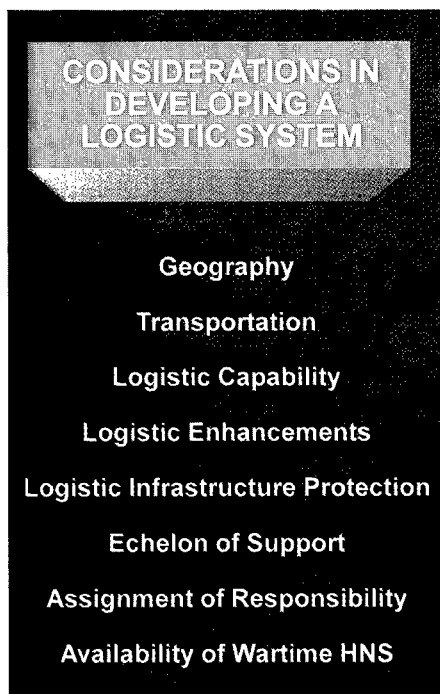 CONSIDERATIONS IN
DEVELOPING A
LOGISTIC SYSTEM
Geography
Transportation
Logistic Capability
Logistic Enhancements
Logistic Infrastructure Protection
Echelon of Support
Assignment of Responsibility
Availability of Wartime HNS